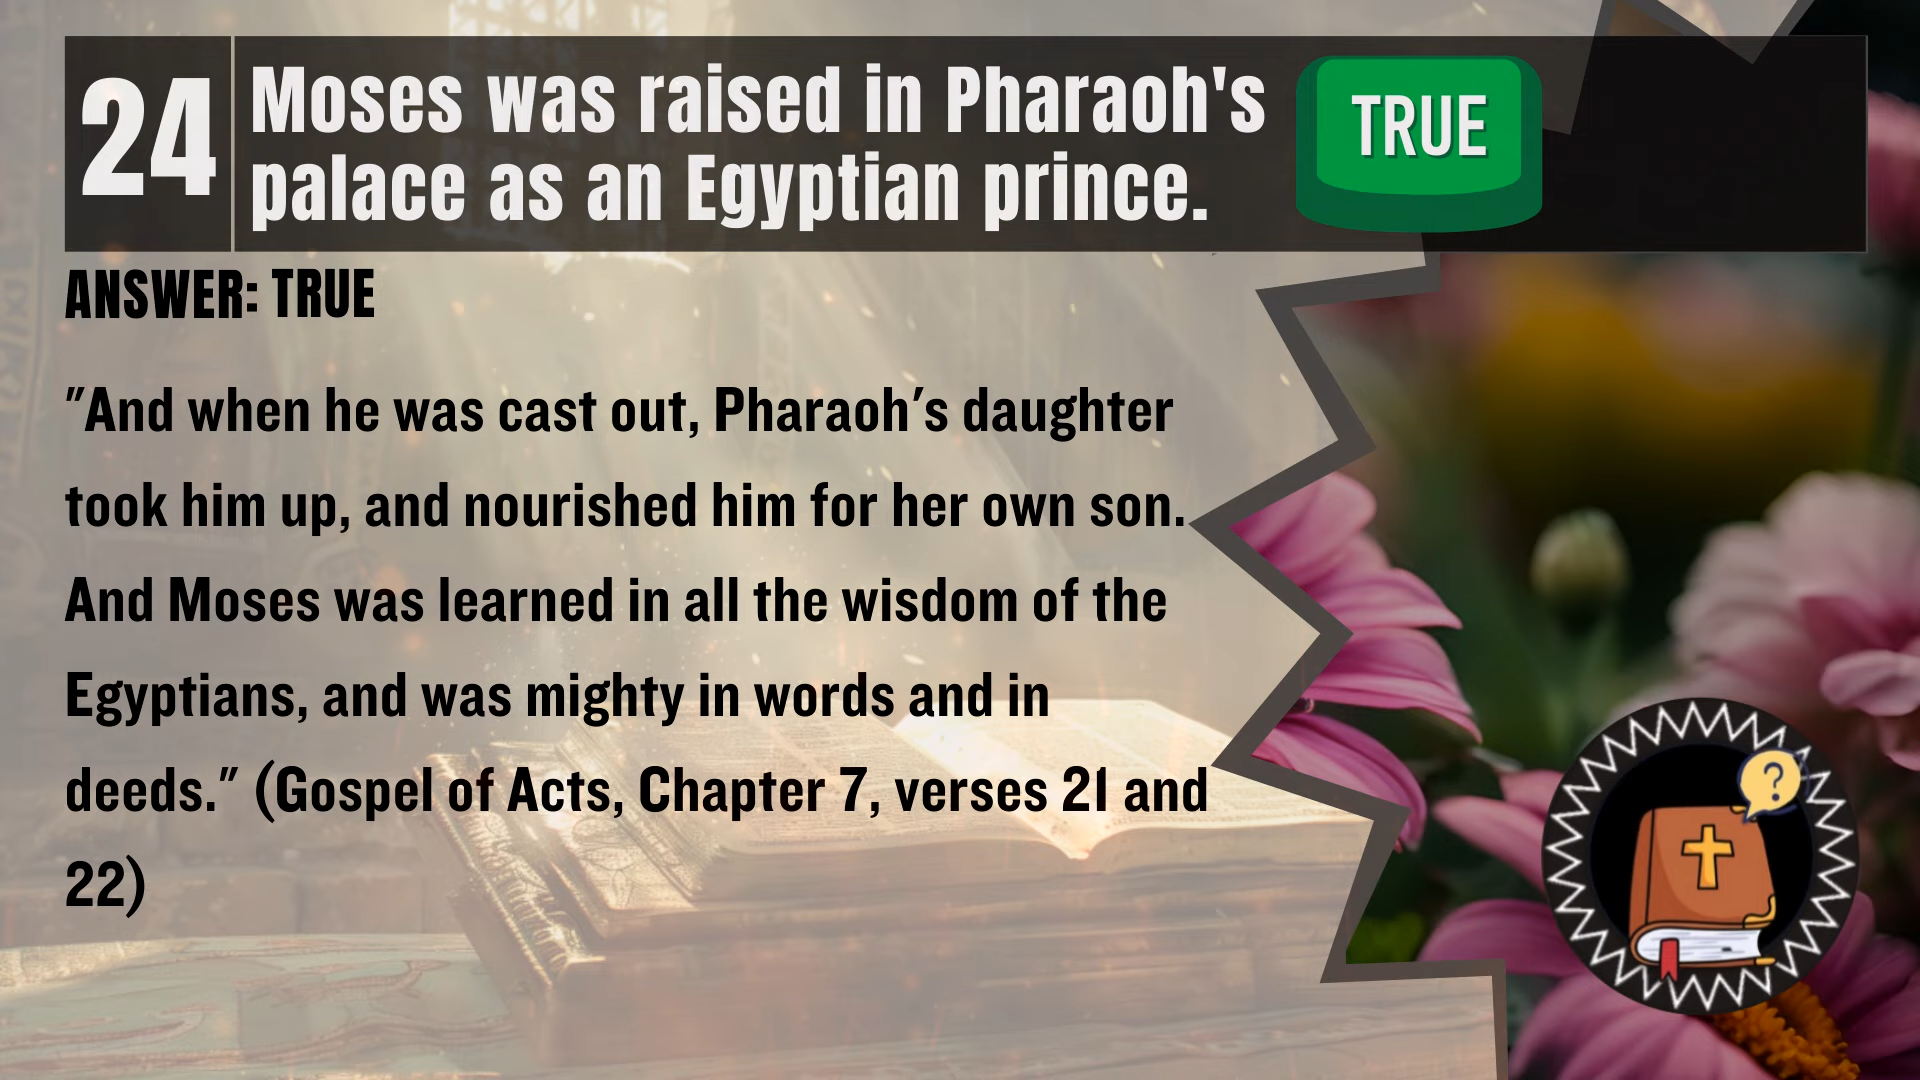 24
Moses was raised in Pharaoh's
palace as an Egyptian prince.
TRUE
ANSWER: TRUE
"And when he was cast out, Pharaoh's daughter
took him up, and nourished him for her own son.
And Moses was learned in all the wisdom of the
Egyptians, and was mighty in words and in
deeds." (Gospel of Acts, Chapter 7, verses 21 and
22)
?